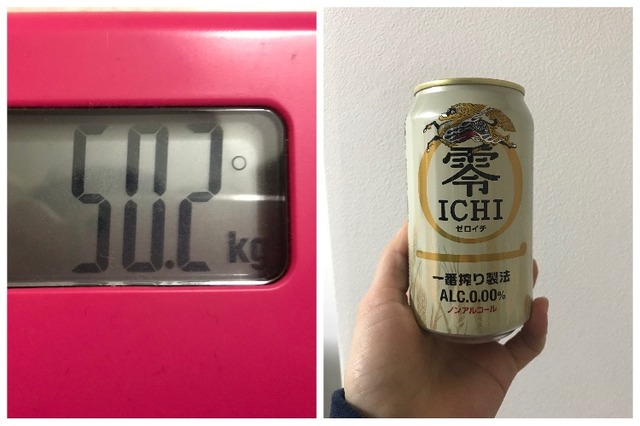 50.2
kg
零
ICHI
ゼロイチ
一番搾り製法
ALC.0.00%
ノンアルコール